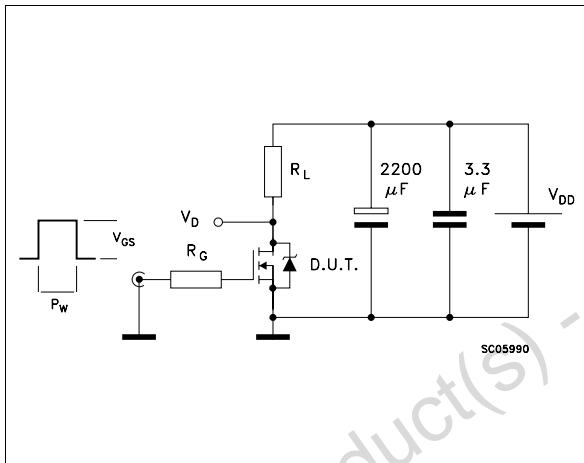 2200
μF
3.3
μF
R_L
V_DD
V_D
V_GS
R_G
D.U.T.
P_W
SC05990
duct(s) -